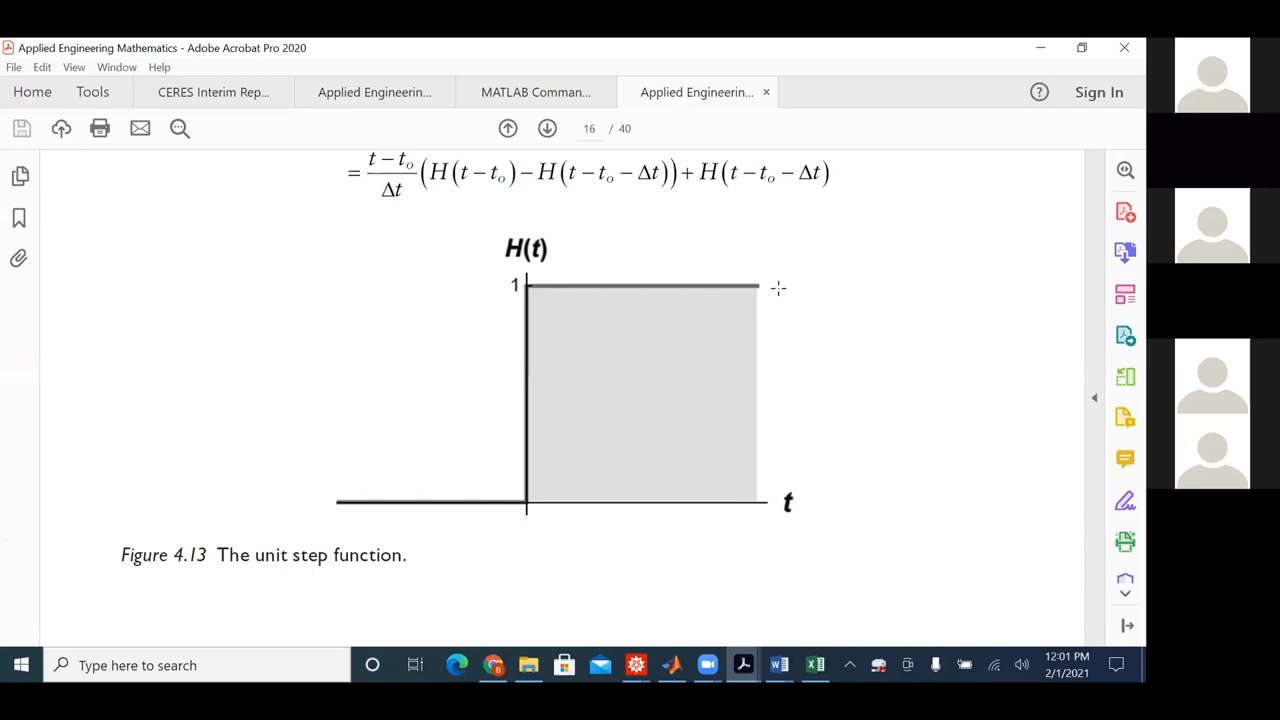 Applied Engineering Mathematics - Adobe Acrobat Pro 2020
File Edit View Window Help
Home Tools CERES Interim Rep... Applied Engineerin... MATLAB Comman... Applied Engineerin... × Sign In
16 / 40
= \frac{t - t_o}{\Delta t} (H(t - t_o) - H(t - t_o - Δt)) + H(t - t_o - Δt)
H(t)
1
t
Figure 4.13 The unit step function.
Type here to search
12:01 PM
2/1/2021